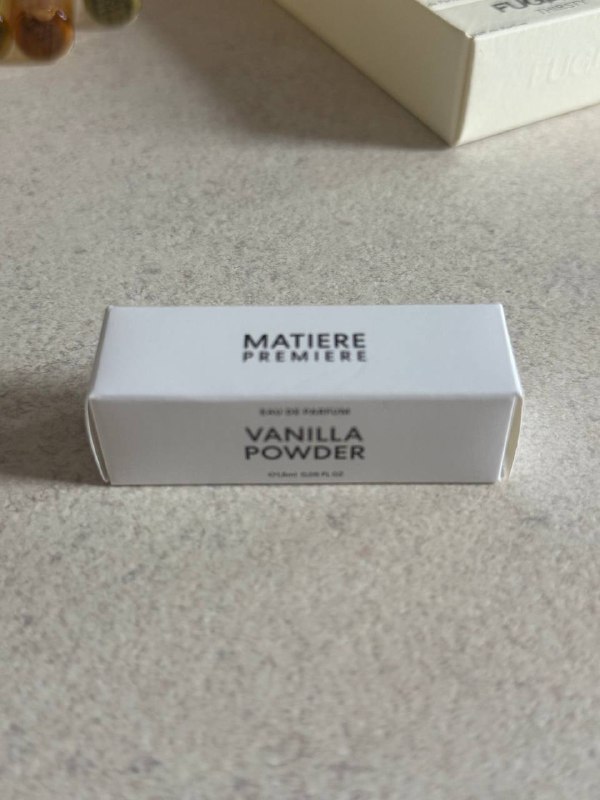 MATIERE
PREMIERE
EAU DE PARFUM
VANILLA
POWDER